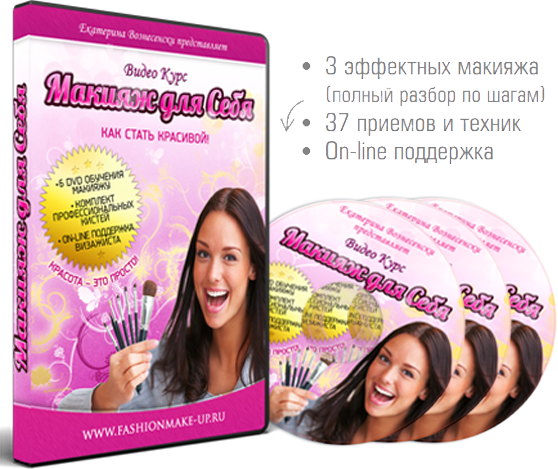 Екатерина Вознесенски представляет
Видео Курс
Макияж для Себя
КАК СТАТЬ КРАСИВОЙ!
•6 DVD ОБУЧЕНИЯ
МАКИЯЖУ
• КОМПЛЕКТ
ПРОФЕССИОНАЛЬНЫХ
КИСТЕЙ
• ON-LINE ПОДДЕРЖКА
ВИЗАЖИСТА
КРАСОТА - ЭТО ПРОСТО!
WWW.FASHIONMAKE-UP.RU
Макияж для Себя
• 3 эффектных макияжа
(полный разбор по шагам)
• 37 приемов и техник
• On-line поддержка
Екатерина Вознесенски
представляет
Видео Курс
Макияж для Себя